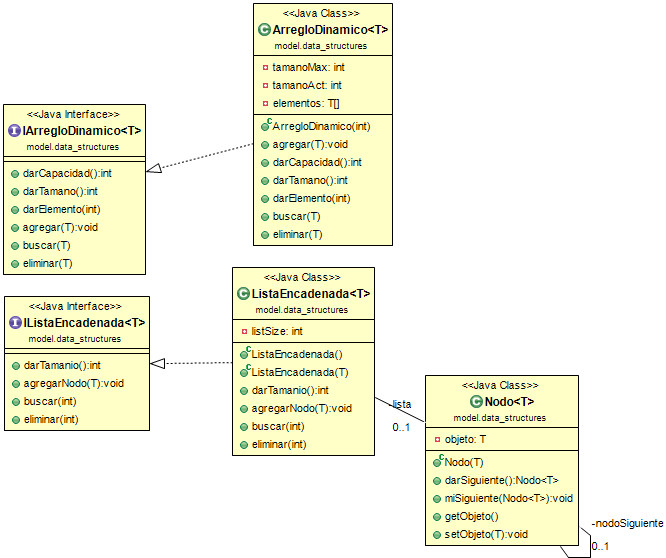 <<Java Class>>
ArregloDinamico<T>
model.data_structures
tamanoMax: int
tamanoAct: int
elementos: T[]
ArregloDinamico(int)
agregar(T):void
darCapacidad():int
darTamano():int
darElemento(int)
buscar(T)
eliminar(T)
<<Java Interface>>
IArregloDinamico<T>
model.data_structures
darCapacidad():int
darTamano():int
darElemento(int)
agregar(T):void
buscar(T)
eliminar(T)
<<Java Class>>
ListaEncadenada<T>
model.data_structures
listSize: int
ListaEncadenada()
ListaEncadenada(T)
darTamanio():int
agregarNodo(T):void
buscar(int)
eliminar(int)
<<Java Interface>>
IListaEncadenada<T>
model.data_structures
darTamanio():int
agregarNodo(T):void
buscar(int)
eliminar(int)
-lista
0..1
<<Java Class>>
Nodo<T>
model.data_structures
objeto: T
Nodo(T)
darSiguiente():Nodo<T>
miSiguiente(Nodo<T>):void
getObjeto()
setObjeto(T):void
-nodoSiguiente
0..1